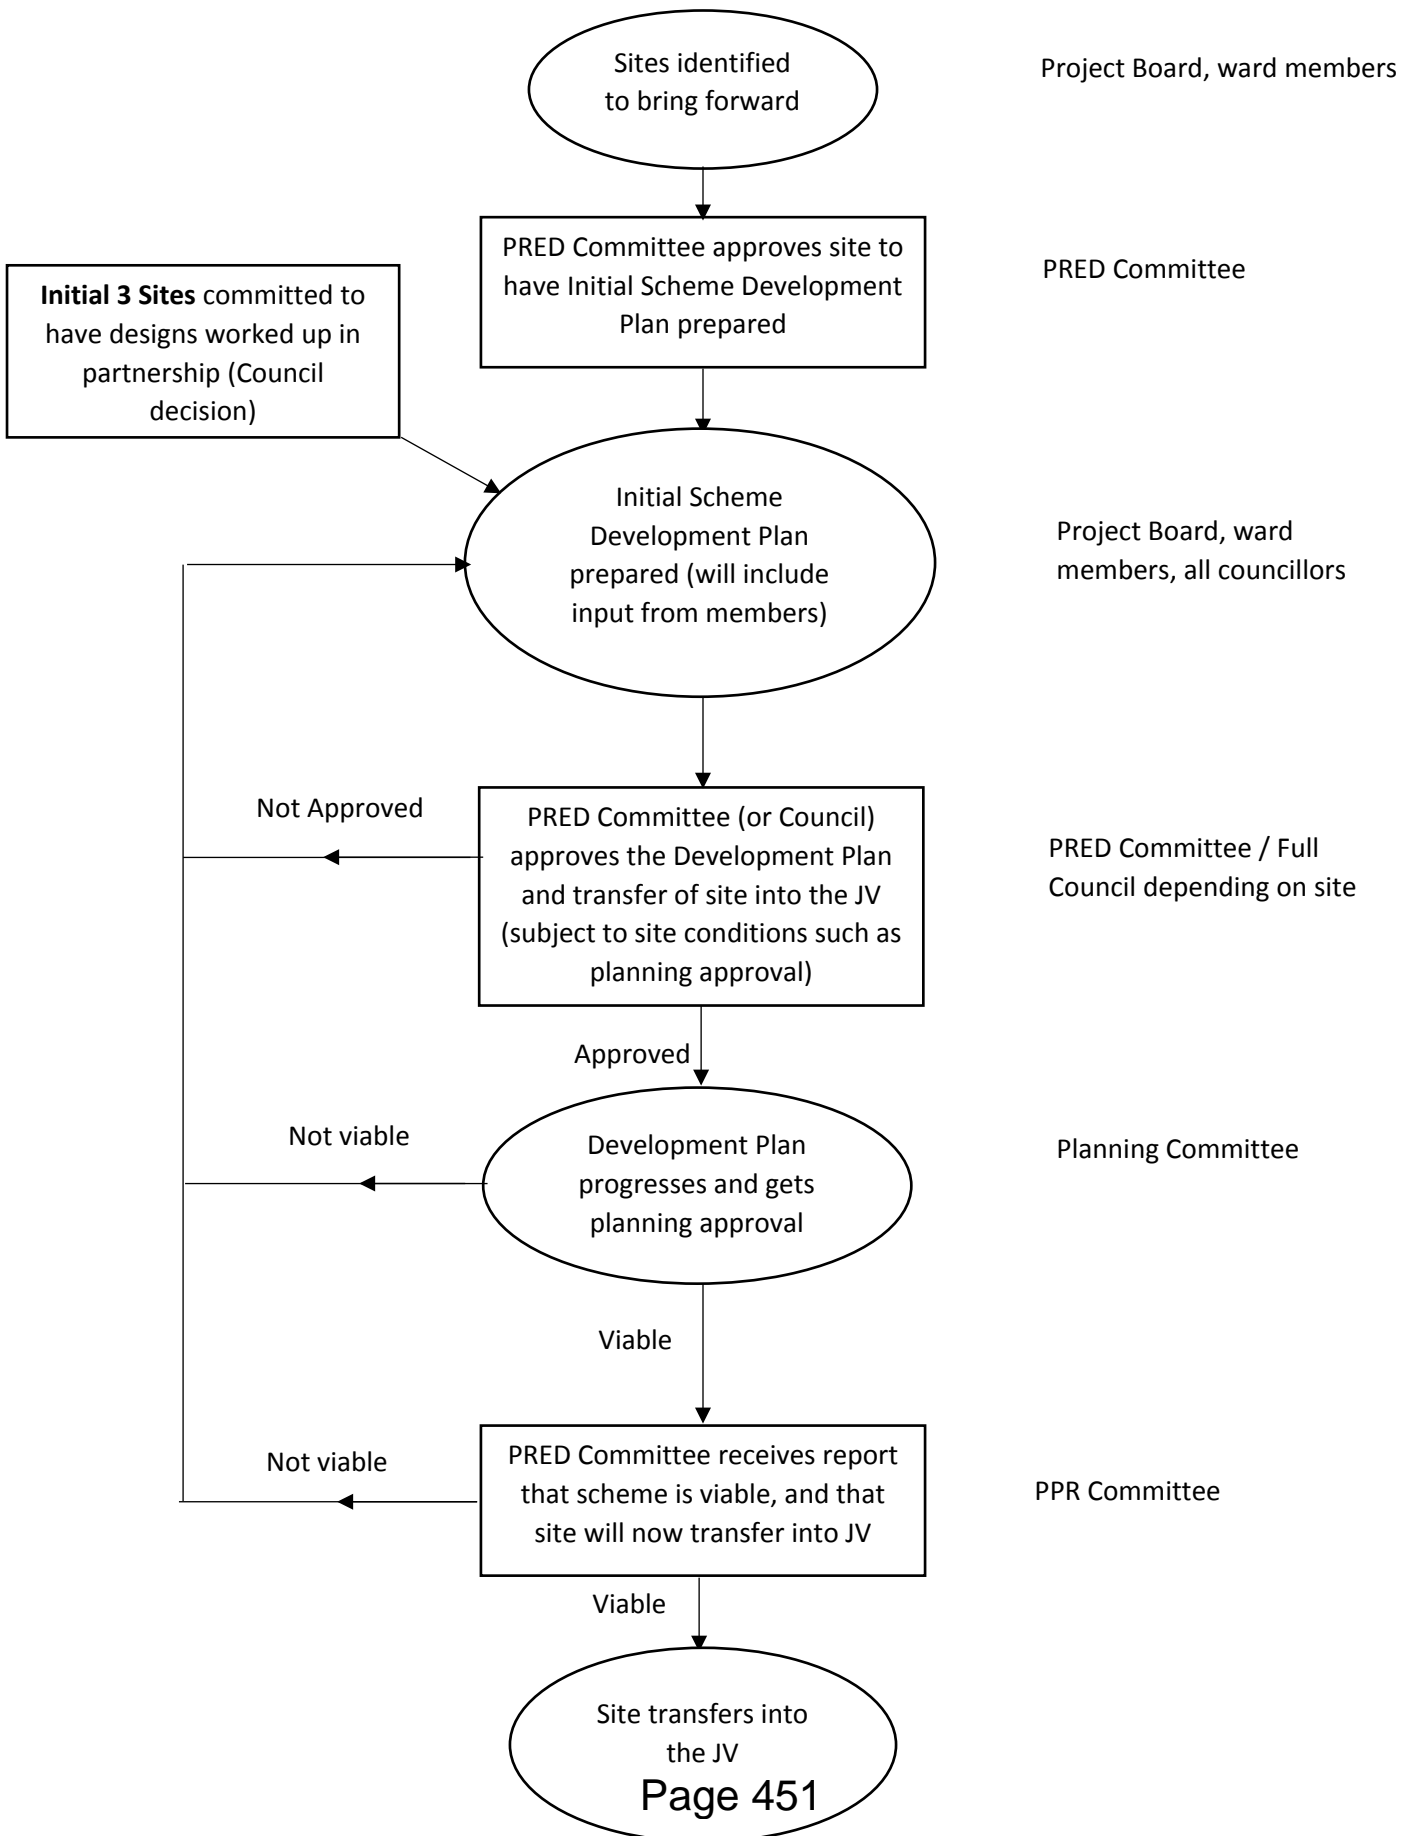 Sites identified
to bring forward
Project Board, ward members
PRED Committee approves site to
have Initial Scheme Development
Plan prepared
PRED Committee
Initial 3 Sites committed to
have designs worked up in
partnership (Council
decision)
Initial Scheme
Development Plan
prepared (will include
input from members)
Project Board, ward
members, all councillors
Not Approved
PRED Committee (or Council)
approves the Development Plan
and transfer of site into the JV
(subject to site conditions such as
planning approval)
PRED Committee / Full
Council depending on site
Approved
Not viable
Development Plan
progresses and gets
planning approval
Planning Committee
Viable
Not viable
PRED Committee receives report
that scheme is viable, and that
site will now transfer into JV
PPR Committee
Viable
Site transfers into
the JV
Page 451